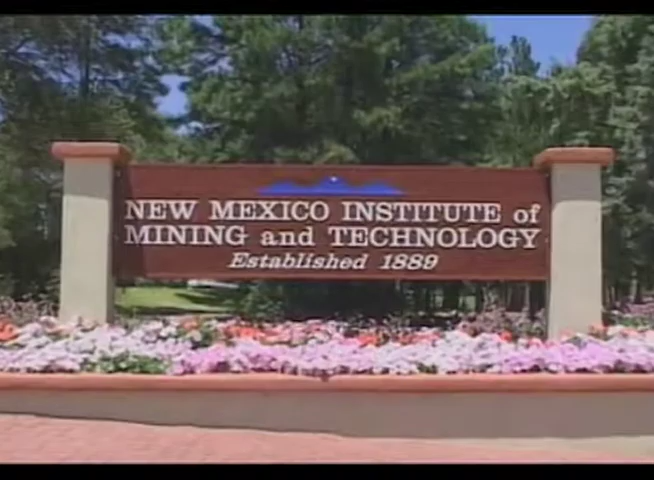 NEW MEXICO INSTITUTE of
MINING and TECHNOLOGY
Established 1889